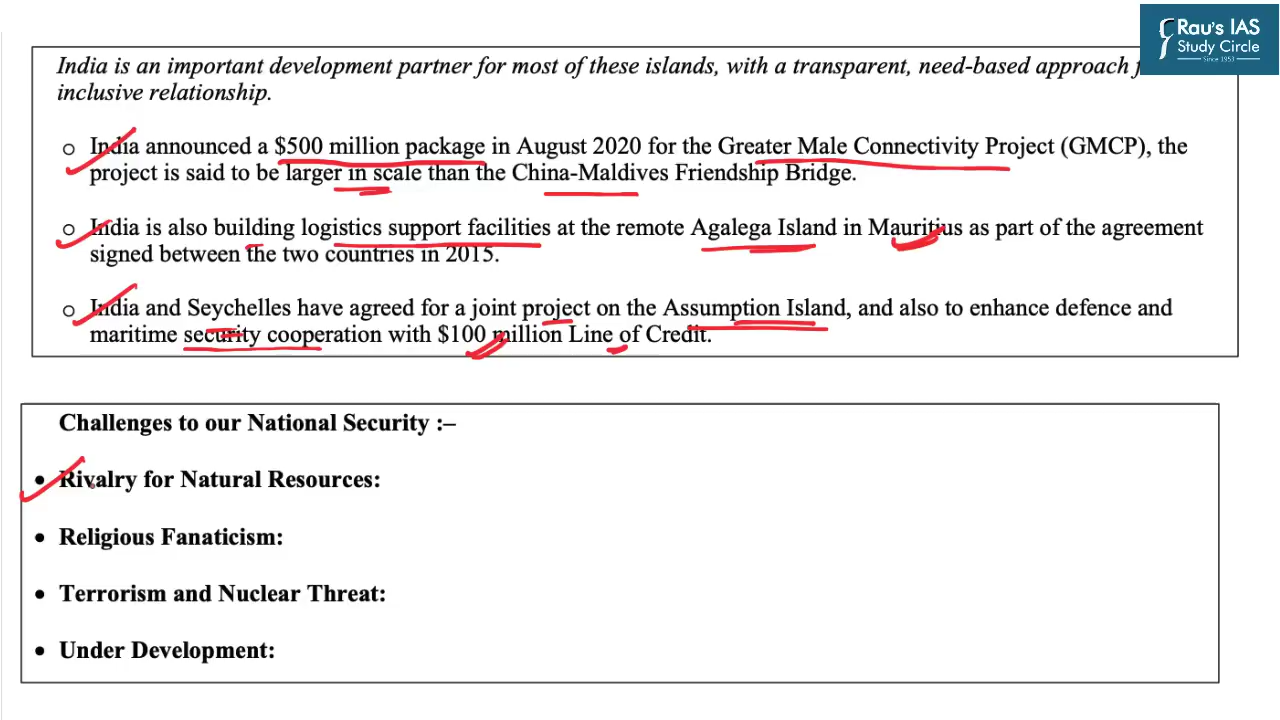 Rau's IAS
Study Circle
Since 1953
India is an important development partner for most of these islands, with a transparent, need-based approach
inclusive relationship.
India announced a $500 million package in August 2020 for the Greater Male Connectivity Project (GMCP), the
project is said to be larger in scale than the China-Maldives Friendship Bridge.
India is also building logistics support facilities at the remote Agalega Island in Mauritius as part of the agreement
signed between the two countries in 2015.
India and Seychelles have agreed for a joint project on the Assumption Island, and also to enhance defence and
maritime security cooperation with $100 million Line of Credit.
Challenges to our National Security :–
• Rivalry for Natural Resources:
• Religious Fanaticism:
• Terrorism and Nuclear Threat:
• Under Development: